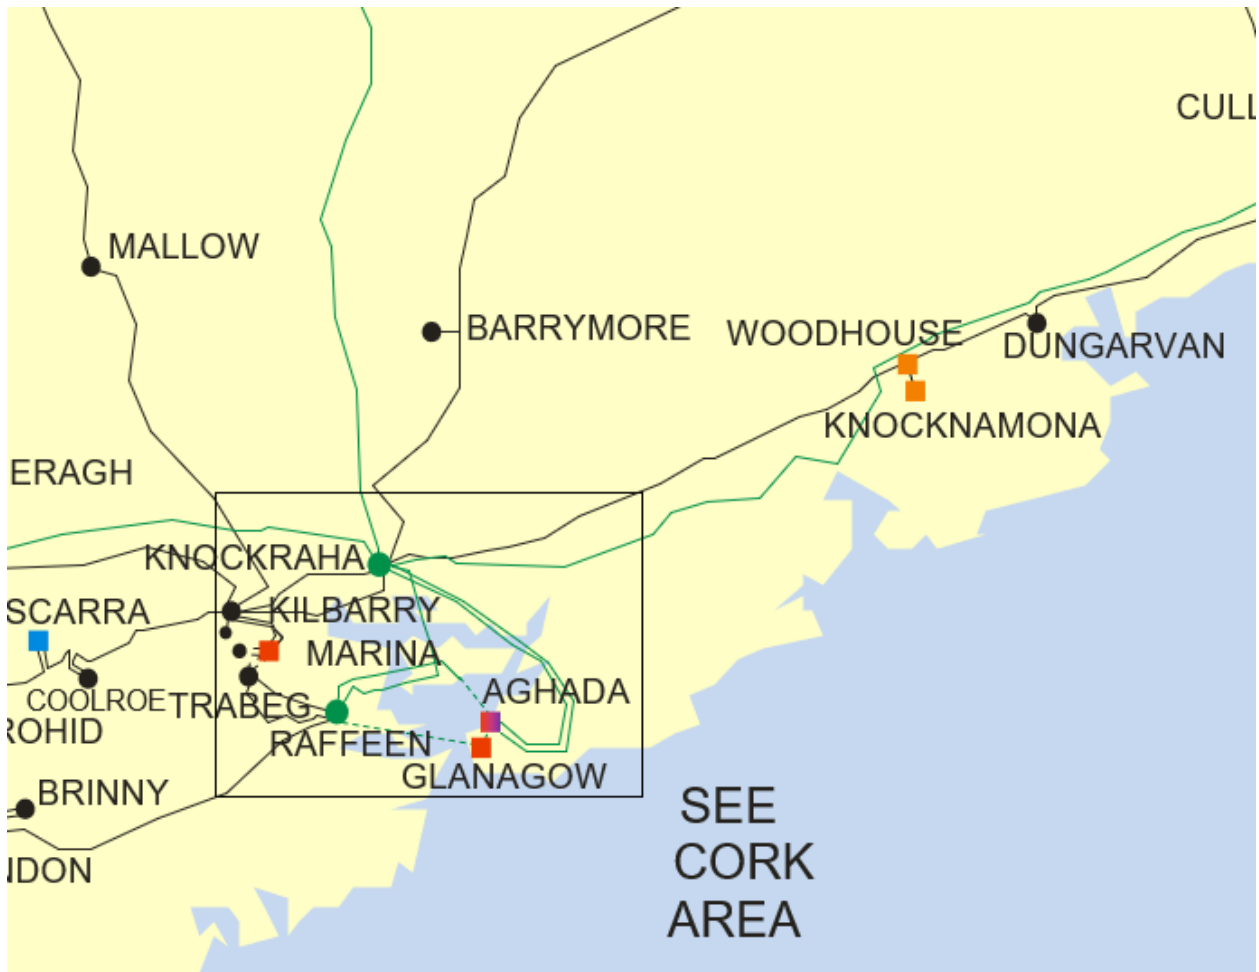 CULL
MALLOW
BARRYMORE
WOODHOUSE
DUNGARVAN
KNOCKNAMONA
ERAGH
KNOCKRAHA
SCARRA
KILBARRY
MARINA
COOLROE
TRABEG
AGHADA
ROHID
RAFFEEN
GLANAGOW
BRINNY
NDON
SEE
CORK
AREA